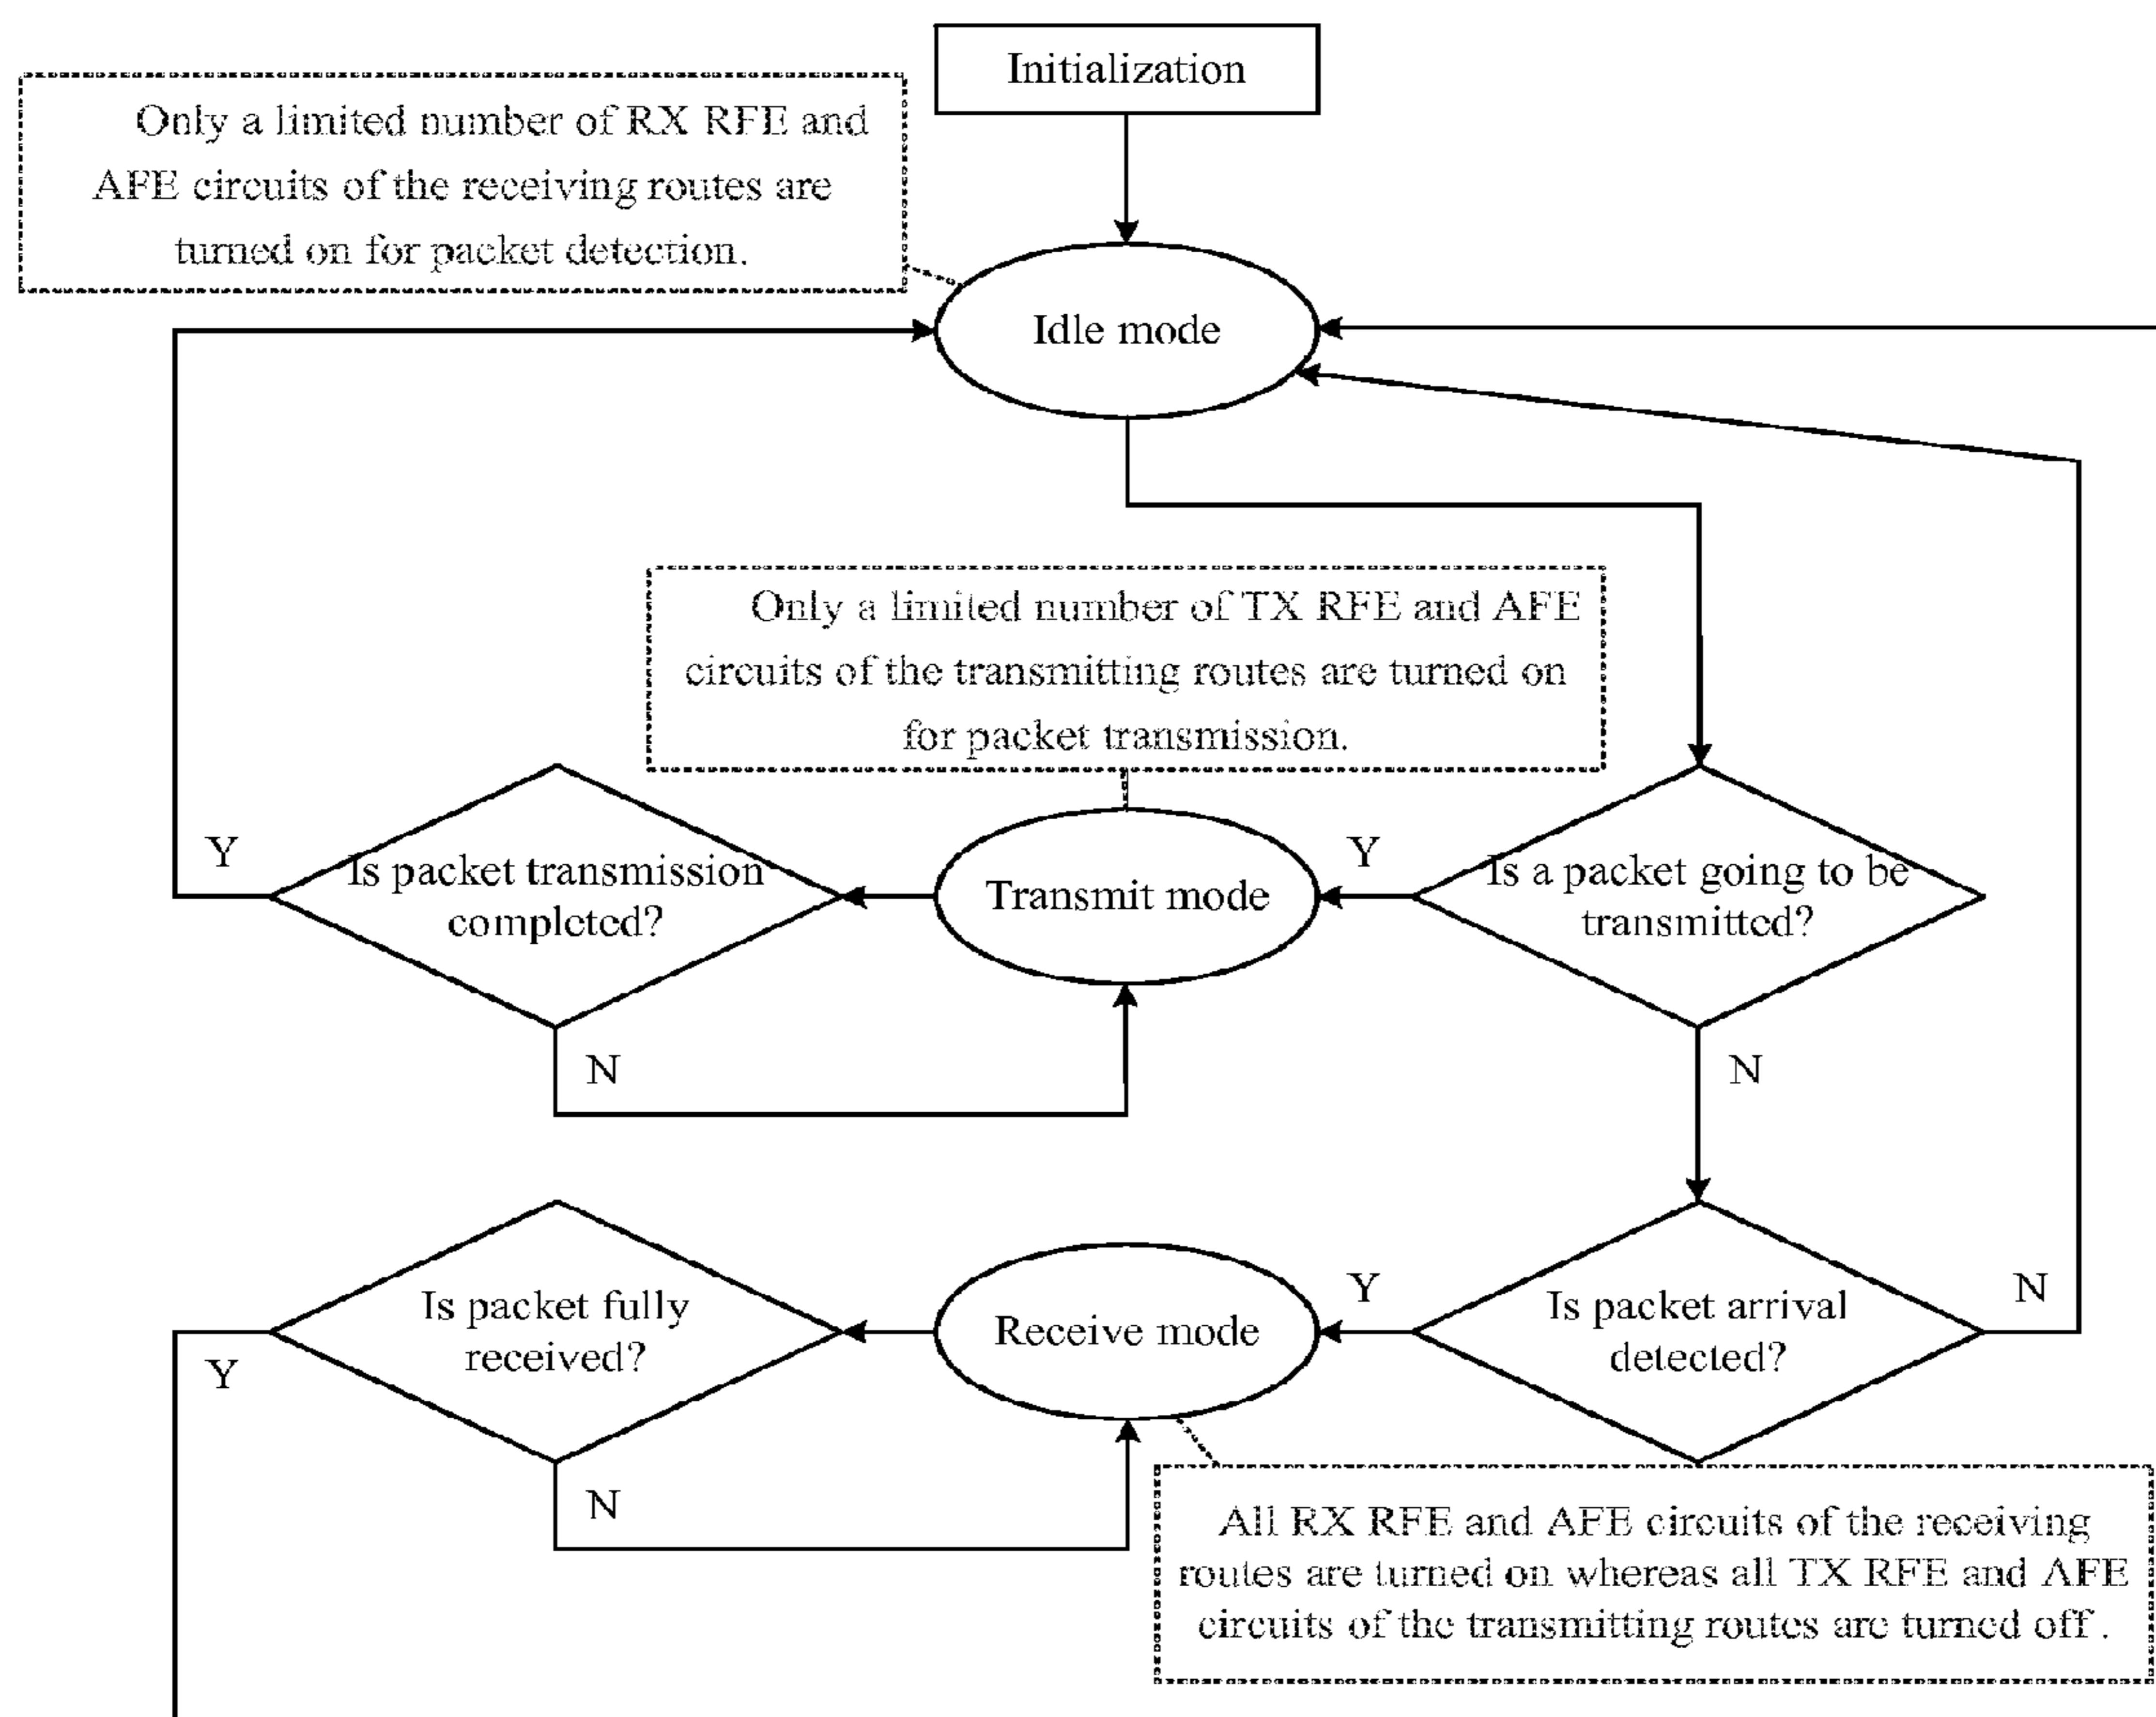 Initialization
Only a limited number of RX RFE and
AFE circuits of the receiving routes are
turned on for packet detection.
Idle mode
Only a limited number of TX RFE and AFE
circuits of the transmitting routes are turned on
for packet transmission.
Y
Is packet transmission
completed?
N
Transmit mode
Y
Is a packet going to be
transmitted?
N
Is packet fully
received?
Y
N
Receive mode
Y
Is packet arrival
detected?
N
All RX RFE and AFE circuits of the receiving
routes are turned on whereas all TX RFE and AFE
circuits of the transmitting routes are turned off.